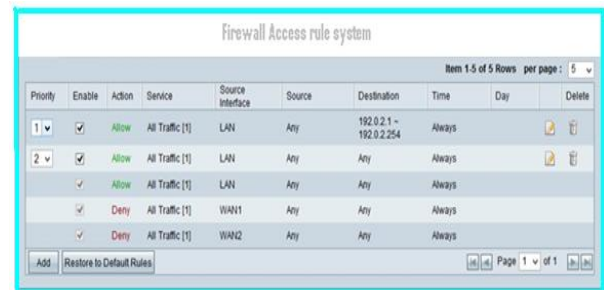 Firewall Access rule system
Item 1-5 of 5 Rows per page : 5
Priority Enable Action Service Source Interface Source Destination Time Day Delete
1 Allow All Traffic [1] LAN Any 192.0.2.1 ~ 192.0.2.254 Always
2 Allow All Traffic [1] LAN Any Any Always
Allow All Traffic [1] LAN Any Any Always
Deny All Traffic [1] WAN1 Any Any Always
Deny All Traffic [1] WAN2 Any Any Always
Add Restore to Default Rules Page 1 of 1